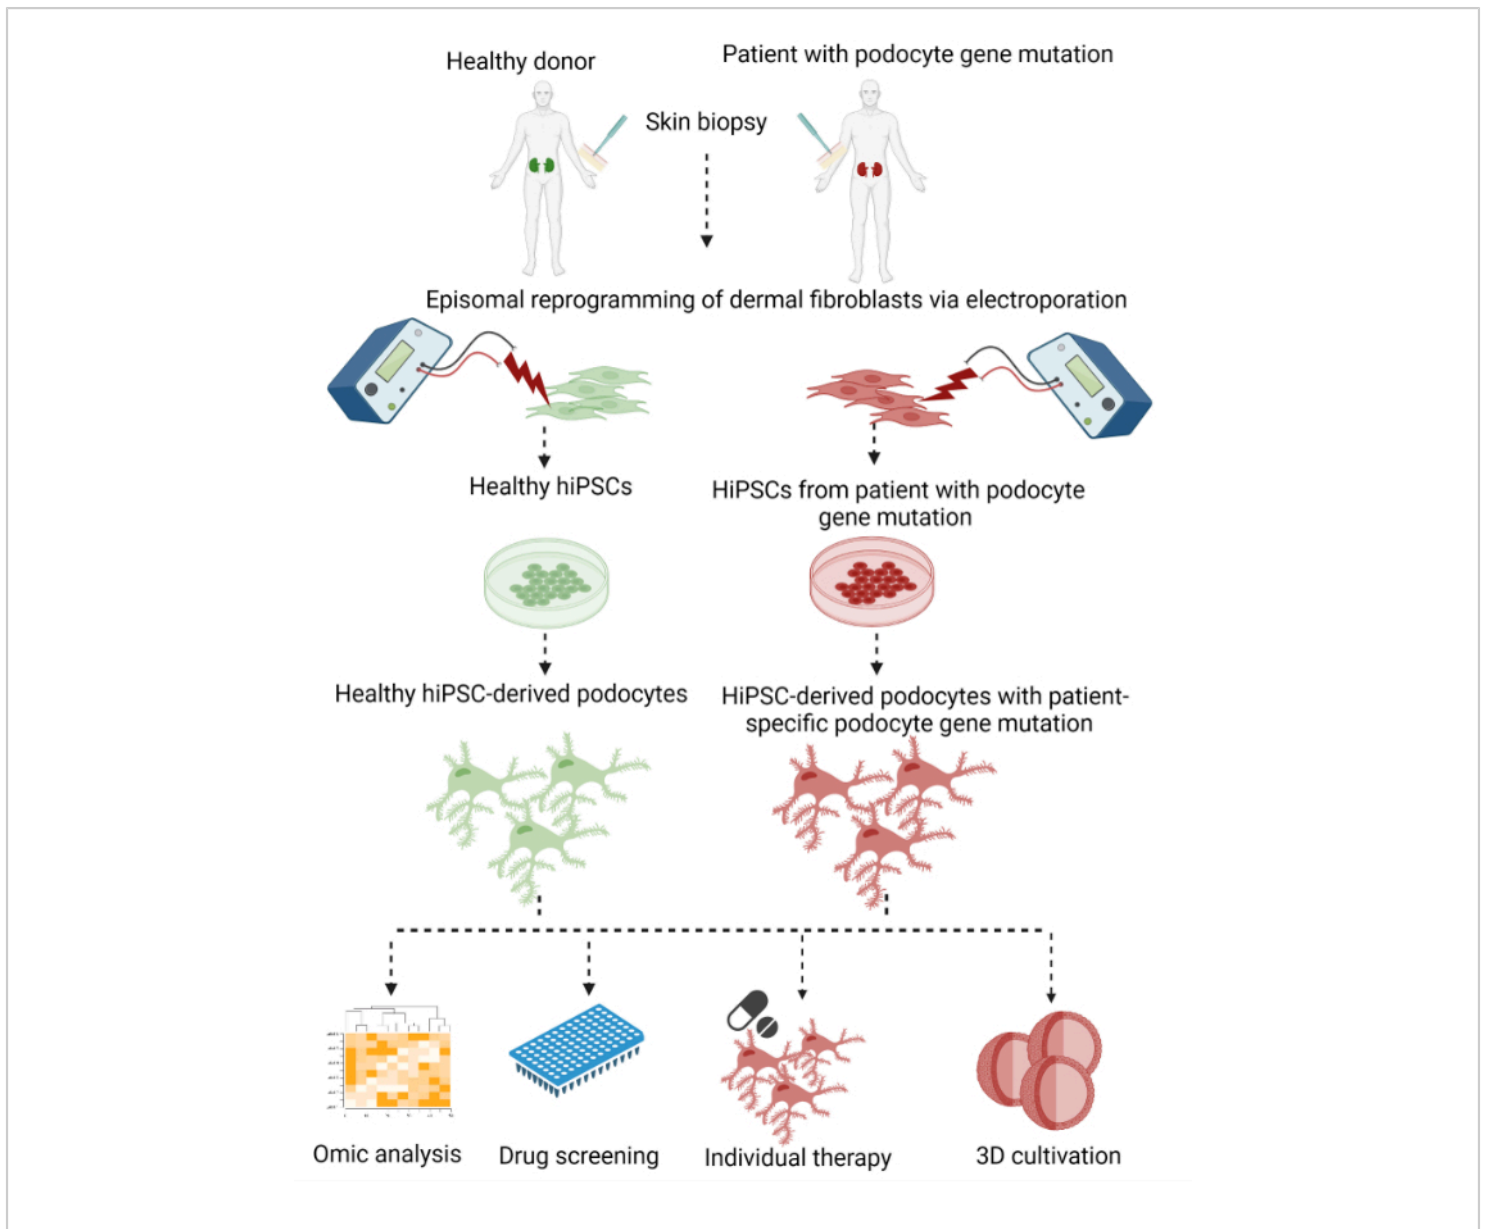 Healthy donor
Patient with podocyte gene mutation
Skin biopsy
Episomal reprogramming of dermal fibroblasts via electroporation
Healthy hiPSCs
HiPSCs from patient with podocyte
gene mutation
Healthy hiPSC-derived podocytes
HiPSC-derived podocytes with patient-
specific podocyte gene mutation
Omic analysis
Drug screening
Individual therapy
3D cultivation